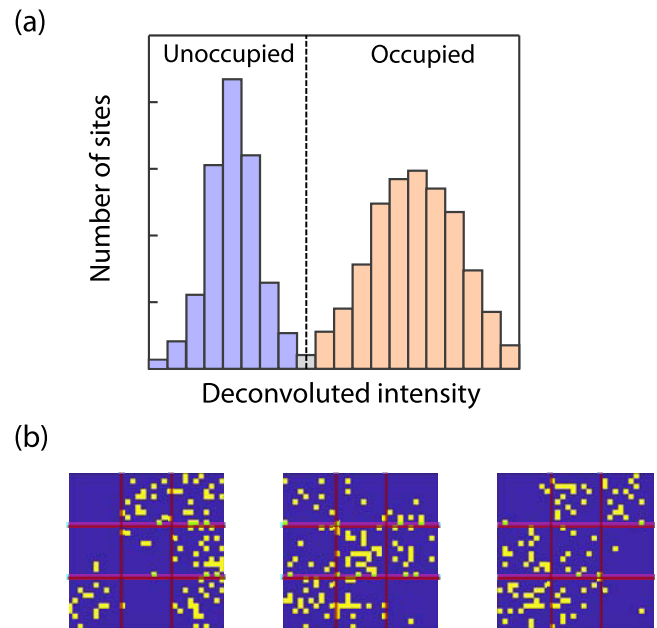 (a)
Unoccupied
Occupied
Number of sites
Deconvoluted intensity
(b)